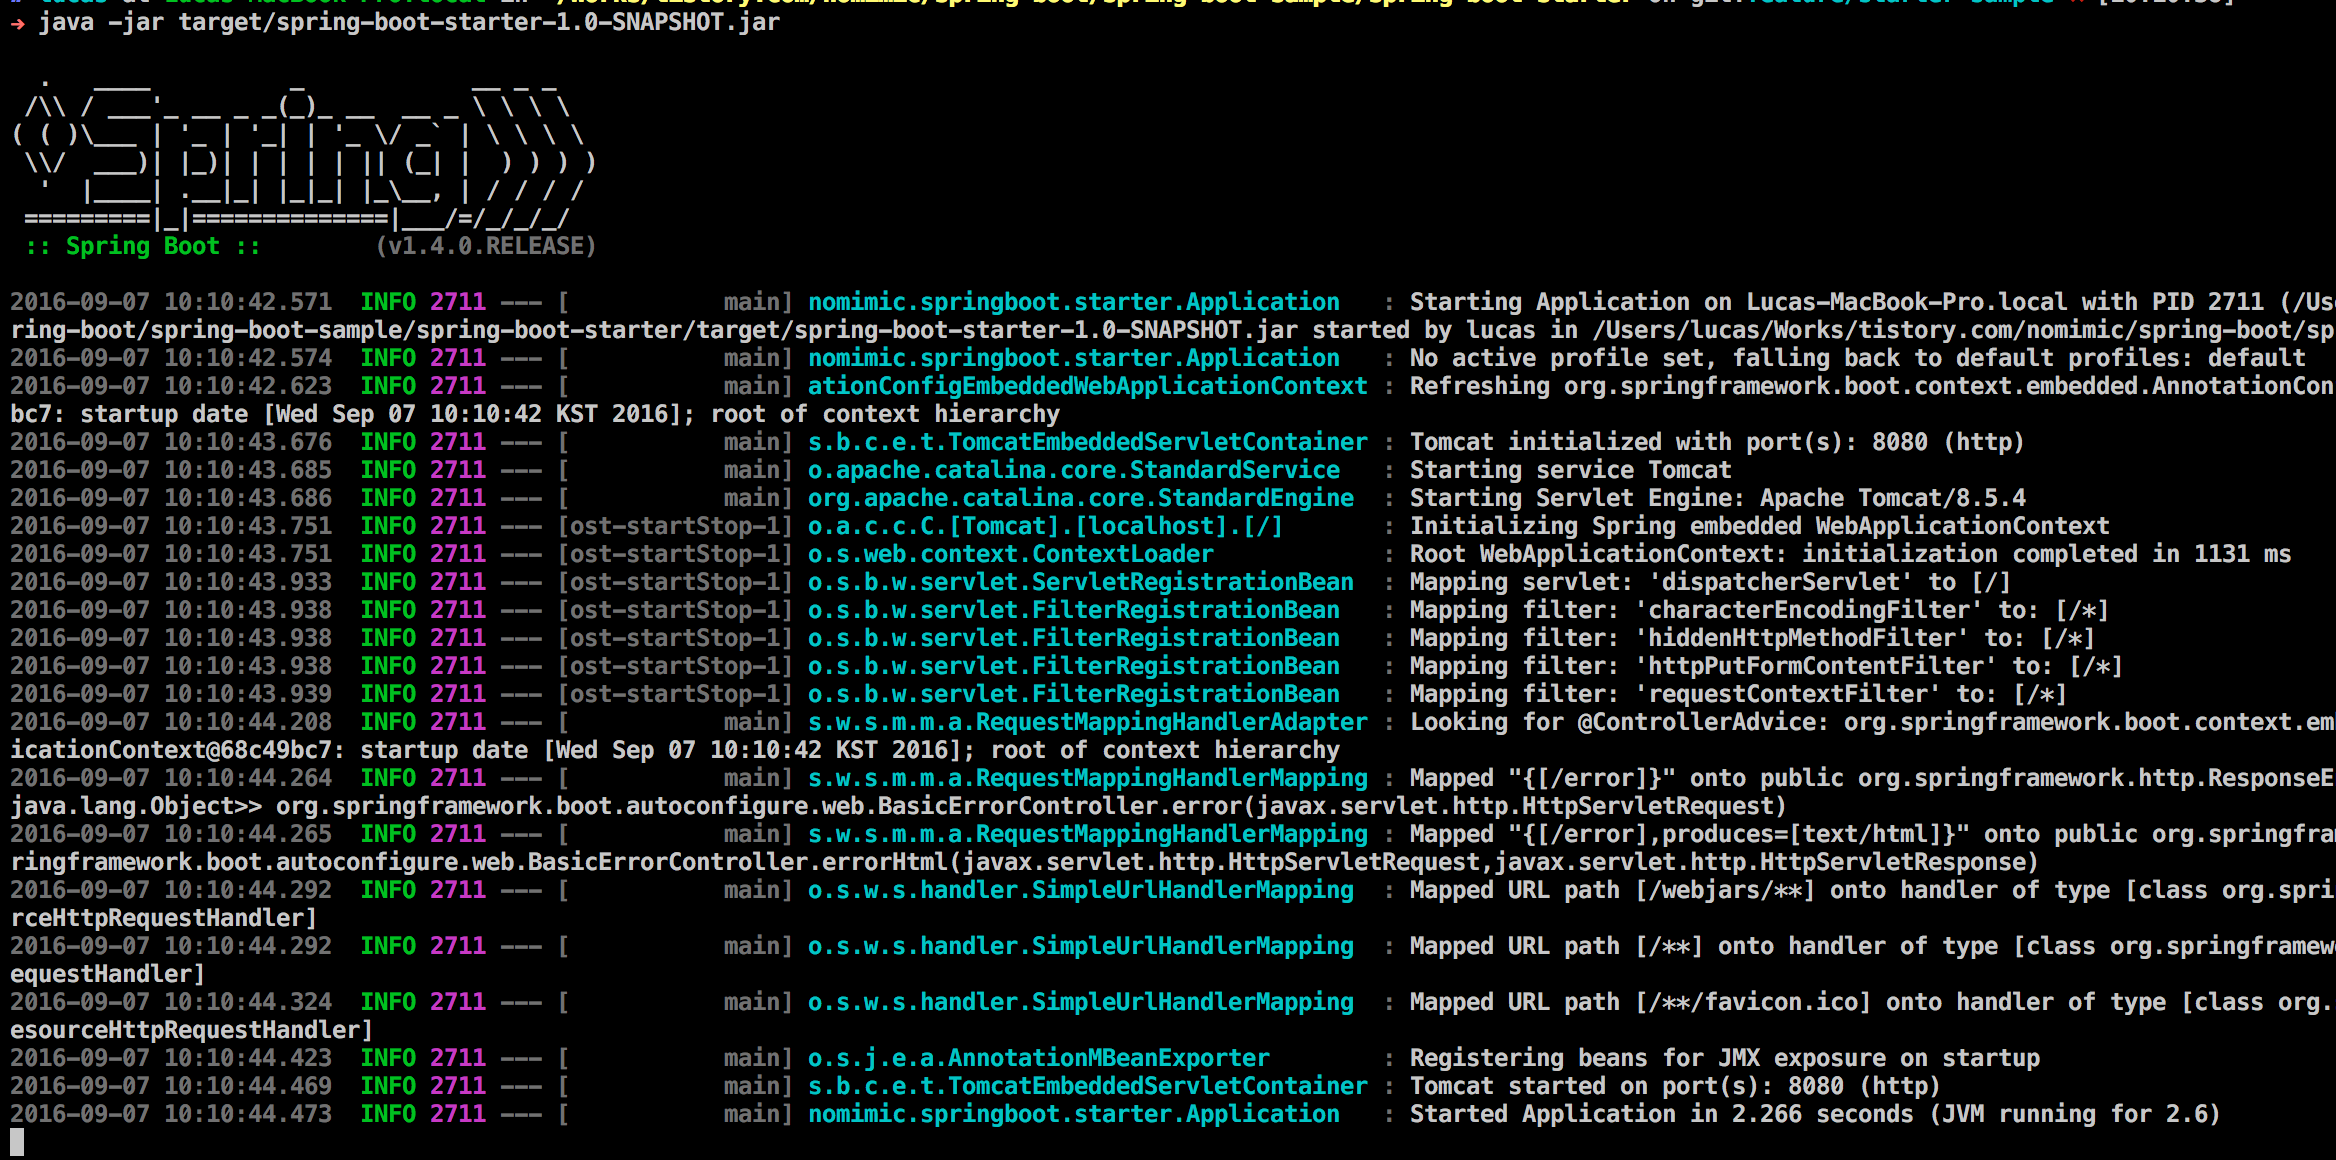 ➜ java -jar target/spring-boot-starter-1.0-SNAPSHOT.jar
  .   ____          _            __ _ _
 /\\ / ___'_ __ _ _(_)_ __  __ _ \ \ \ \
( ( )\___ | '_ | '_| | '_ \/ _` | \ \ \ \
 \\/  ___)| |_)| | | | | || (_| |  ) ) ) )
  '  |____| .__|_| |_|_| |_\__, | / / / /
 =========|_|==============|___/=/_/_/_/
 :: Spring Boot ::        (v1.4.0.RELEASE)
2016-09-07 10:10:42.571  INFO 2711 --- [           main] nomimic.springboot.starter.Application   : Starting Application on Lucas-MacBook-Pro.local with PID 2711 (/Use
ring-boot/spring-boot-sample/spring-boot-starter/target/spring-boot-starter-1.0-SNAPSHOT.jar started by lucas in /Users/lucas/Works/tistory.com/nomimic/spring-boot/sp
2016-09-07 10:10:42.574  INFO 2711 --- [           main] nomimic.springboot.starter.Application   : No active profile set, falling back to default profiles: default
2016-09-07 10:10:42.623  INFO 2711 --- [           main] ationConfigEmbeddedWebApplicationContext : Refreshing org.springframework.boot.context.embedded.AnnotationCon
bc7: startup date [Wed Sep 07 10:10:42 KST 2016]; root of context hierarchy
2016-09-07 10:10:43.676  INFO 2711 --- [           main] s.b.c.e.t.TomcatEmbeddedServletContainer : Tomcat initialized with port(s): 8080 (http)
2016-09-07 10:10:43.685  INFO 2711 --- [           main] o.apache.catalina.core.StandardService   : Starting service Tomcat
2016-09-07 10:10:43.686  INFO 2711 --- [           main] org.apache.catalina.core.StandardEngine  : Starting Servlet Engine: Apache Tomcat/8.5.4
2016-09-07 10:10:43.751  INFO 2711 --- [ost-startStop-1] o.a.c.c.C.[Tomcat].[localhost].[/]       : Initializing Spring embedded WebApplicationContext
2016-09-07 10:10:43.751  INFO 2711 --- [ost-startStop-1] o.s.web.context.ContextLoader            : Root WebApplicationContext: initialization completed in 1131 ms
2016-09-07 10:10:43.933  INFO 2711 --- [ost-startStop-1] o.s.b.w.servlet.ServletRegistrationBean  : Mapping servlet: 'dispatcherServlet' to [/]
2016-09-07 10:10:43.938  INFO 2711 --- [ost-startStop-1] o.s.b.w.servlet.FilterRegistrationBean   : Mapping filter: 'characterEncodingFilter' to: [/*]
2016-09-07 10:10:43.938  INFO 2711 --- [ost-startStop-1] o.s.b.w.servlet.FilterRegistrationBean   : Mapping filter: 'hiddenHttpMethodFilter' to: [/*]
2016-09-07 10:10:43.938  INFO 2711 --- [ost-startStop-1] o.s.b.w.servlet.FilterRegistrationBean   : Mapping filter: 'httpPutFormContentFilter' to: [/*]
2016-09-07 10:10:43.939  INFO 2711 --- [ost-startStop-1] o.s.b.w.servlet.FilterRegistrationBean   : Mapping filter: 'requestContextFilter' to: [/*]
2016-09-07 10:10:44.208  INFO 2711 --- [           main] s.w.s.m.m.a.RequestMappingHandlerAdapter : Looking for @ControllerAdvice: org.springframework.boot.context.em
icationContext@68c49bc7: startup date [Wed Sep 07 10:10:42 KST 2016]; root of context hierarchy
2016-09-07 10:10:44.264  INFO 2711 --- [           main] s.w.s.m.m.a.RequestMappingHandlerMapping : Mapped "{[/error]}" onto public org.springframework.http.ResponseE
java.lang.Object>> org.springframework.boot.autoconfigure.web.BasicErrorController.error(javax.servlet.http.HttpServletRequest)
2016-09-07 10:10:44.265  INFO 2711 --- [           main] s.w.s.m.m.a.RequestMappingHandlerMapping : Mapped "{[/error],produces=[text/html]}" onto public org.springfra
ringframework.boot.autoconfigure.web.BasicErrorController.errorHtml(javax.servlet.http.HttpServletRequest,javax.servlet.http.HttpServletResponse)
2016-09-07 10:10:44.292  INFO 2711 --- [           main] o.s.w.s.handler.SimpleUrlHandlerMapping  : Mapped URL path [/webjars/**] onto handler of type [class org.spri
rceHttpRequestHandler]
2016-09-07 10:10:44.292  INFO 2711 --- [           main] o.s.w.s.handler.SimpleUrlHandlerMapping  : Mapped URL path [/**] onto handler of type [class org.springframew
equestHandler]
2016-09-07 10:10:44.324  INFO 2711 --- [           main] o.s.w.s.handler.SimpleUrlHandlerMapping  : Mapped URL path [/**/favicon.ico] onto handler of type [class org.
esourceHttpRequestHandler]
2016-09-07 10:10:44.423  INFO 2711 --- [           main] o.s.j.e.a.AnnotationMBeanExporter        : Registering beans for JMX exposure on startup
2016-09-07 10:10:44.469  INFO 2711 --- [           main] s.b.c.e.t.TomcatEmbeddedServletContainer : Tomcat started on port(s): 8080 (http)
2016-09-07 10:10:44.473  INFO 2711 --- [           main] nomimic.springboot.starter.Application   : Started Application in 2.266 seconds (JVM running for 2.6)